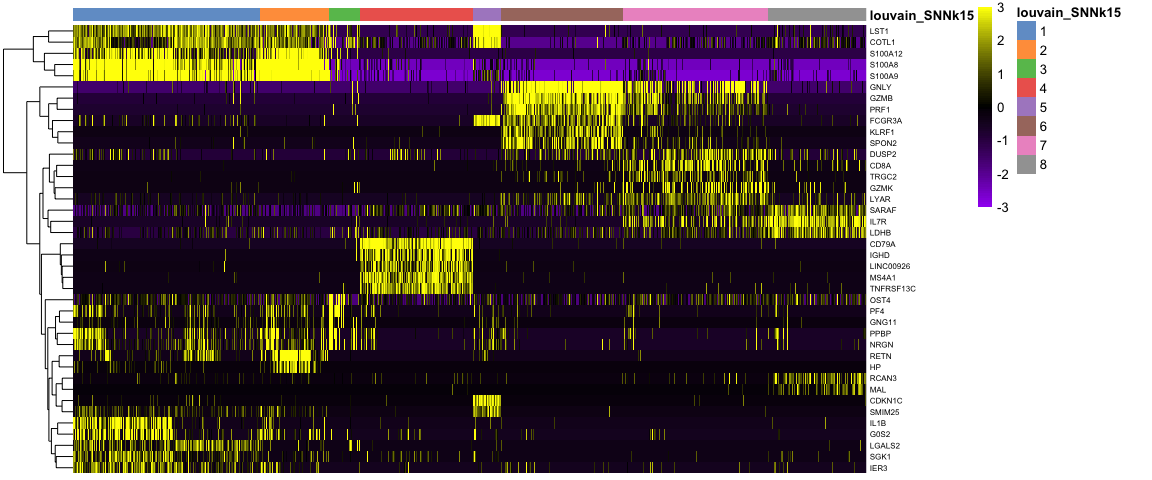 louvain_SNNk15
LST1
COTL1
S100A12
S100A8
S100A9
GNLY
GZMB
PRF1
FCGR3A
KLRF1
SPON2
DUSP2
CD8A
TRGC2
GZMK
LYAR
SARAF
IL7R
LDHB
CD79A
IGHD
LINC00926
MS4A1
TNFRSF13C
OST4
PF4
GNG11
PPBP
NRGN
RETN
HP
RCAN3
MAL
CDKN1C
SMIM25
IL1B
G0S2
LGALS2
SGK1
IER3
3
2
1
0
-1
-2
-3
louvain_SNNk15
1
2
3
4
5
6
7
8